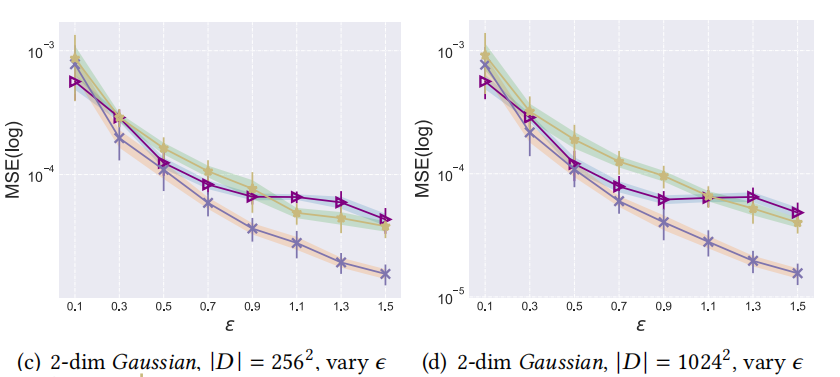 10⁻³
10⁻⁴
MSE(log)
0.1 0.3 0.5 0.7 0.9 1.1 1.3 1.5
ε
(c) 2-dim Gaussian, |D| = 256², vary ϵ
10⁻³
10⁻⁴
10⁻⁵
MSE(log)
0.1 0.3 0.5 0.7 0.9 1.1 1.3 1.5
ε
(d) 2-dim Gaussian, |D| = 1024², vary ϵ